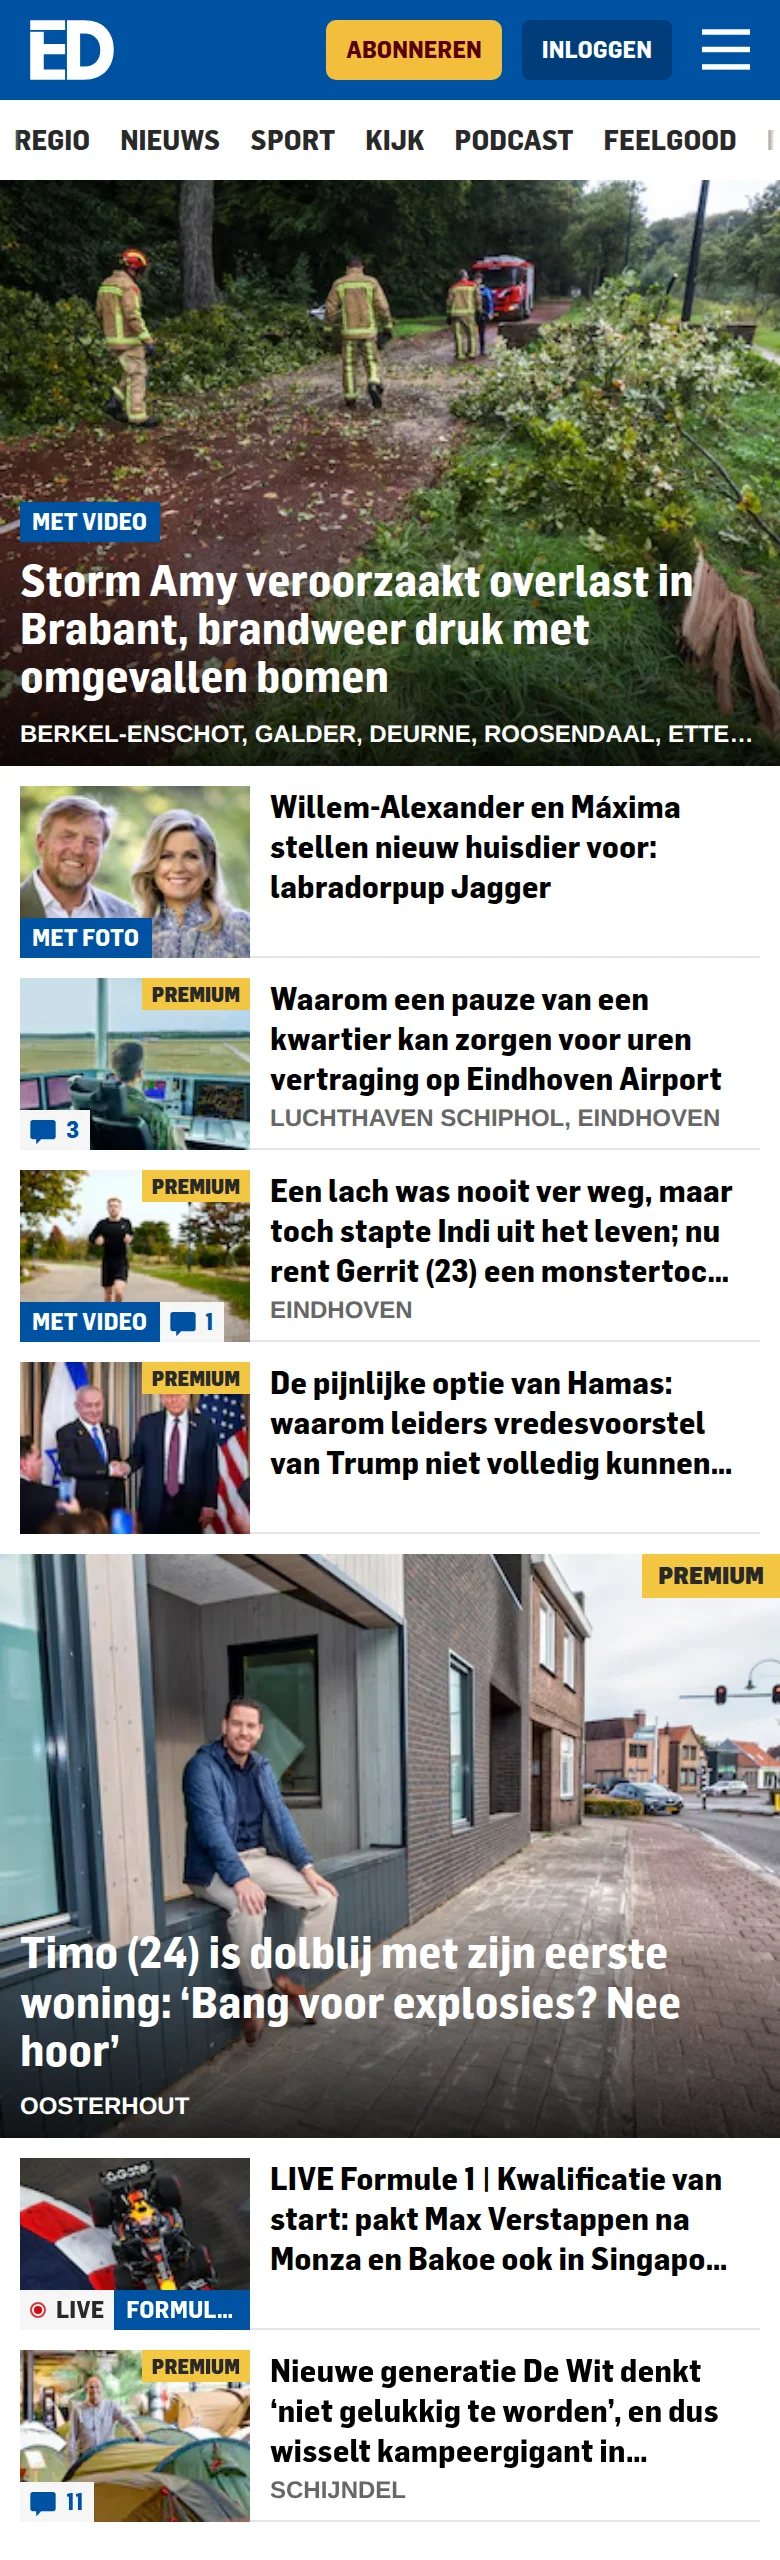 ED
ABONNEREN
INLOGGEN
REGIO NIEUWS SPORT KIJK PODCAST FEELGOOD
MET VIDEO
Storm Amy veroorzaakt overlast in
Brabant, brandweer druk met
omgevallen bomen
BERKEL-ENSCHOT, GALDER, DEURNE, ROOSENDAAL, ETTE...
MET FOTO
Willem-Alexander en Máxima
stellen nieuw huisdier voor:
labradorpup Jagger
PREMIUM
3
Waarom een pauze van een
kwartier kan zorgen voor uren
vertraging op Eindhoven Airport
LUCHTHAVEN SCHIPHOL, EINDHOVEN
PREMIUM
MET VIDEO
1
Een lach was nooit ver weg, maar
toch stapte Indi uit het leven; nu
rent Gerrit (23) een monstertoc...
EINDHOVEN
PREMIUM
De pijnlijke optie van Hamas:
waarom leiders vredesvoorstel
van Trump niet volledig kunnen...
PREMIUM
Timo (24) is dolblij met zijn eerste
woning: ‘Bang voor explosies? Nee
hoor’
OOSTERHOUT
LIVE
FORMUL...
LIVE Formule 1 | Kwalificatie van
start: pakt Max Verstappen na
Monza en Bakoe ook in Singapo...
PREMIUM
11
Nieuwe generatie De Wit denkt
‘niet gelukkig te worden’, en dus
wisselt kampeergigant in...
SCHIJNDEL